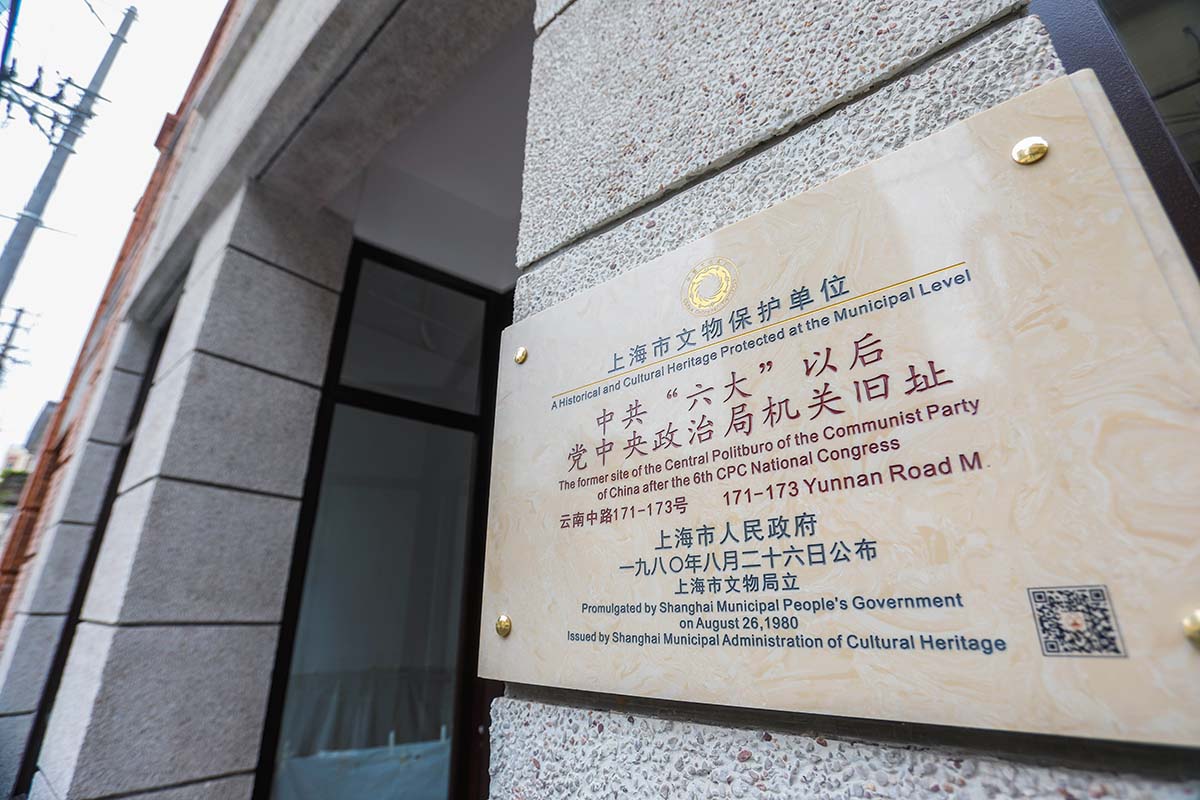 上海市文物保护单位
A Historical and Cultural Heritage Protected at the Municipal Level
中共“六大”以后
党中央政治局机关旧址
The former site of the Central Politburo of the Communist Party
of China after the 6th CPC National Congress
云南中路171-173号 171-173 Yunnan Road M.
上海市人民政府
一九八〇年八月二十六日公布
上海市文物局立
Promulgated by Shanghai Municipal People's Government
on August 26,1980
Issued by Shanghai Municipal Administration of Cultural Heritage